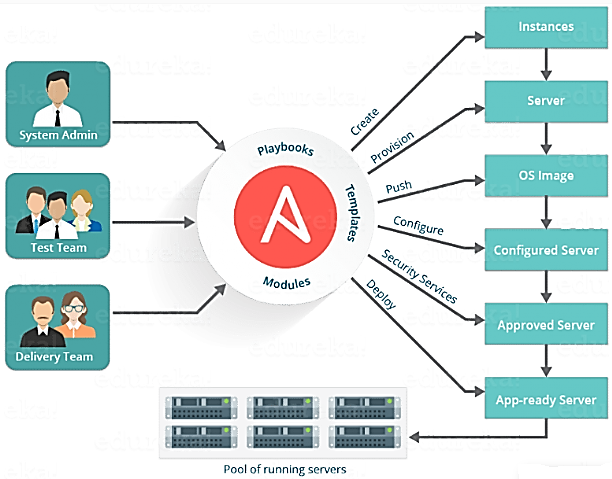 System Admin
Test Team
Delivery Team
Playbooks
Templates
Modules
Create
Provision
Push
Configure
Security Services
Deploy
Instances
Server
OS Image
Configured Server
Approved Server
App-ready Server
Pool of running servers
edureka!